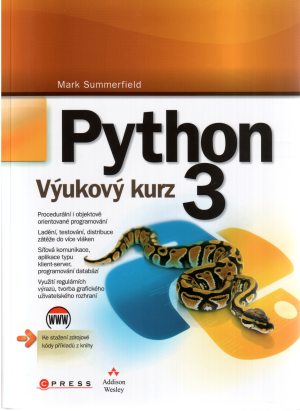 Mark Summerfield
Python 3
Výukový kurz
Procedurální i objektově
orientované programování
Ladění, testování, distribuce
zátěže do více vláken
Síťová komunikace,
aplikace typu
klient-server,
programování databází
Využití regulárních
výrazů, tvorba grafického
uživatelského rozhraní
WWW
Ke stažení zdrojové
kódy příkladů z knihy
CPRESS
Addison
Wesley